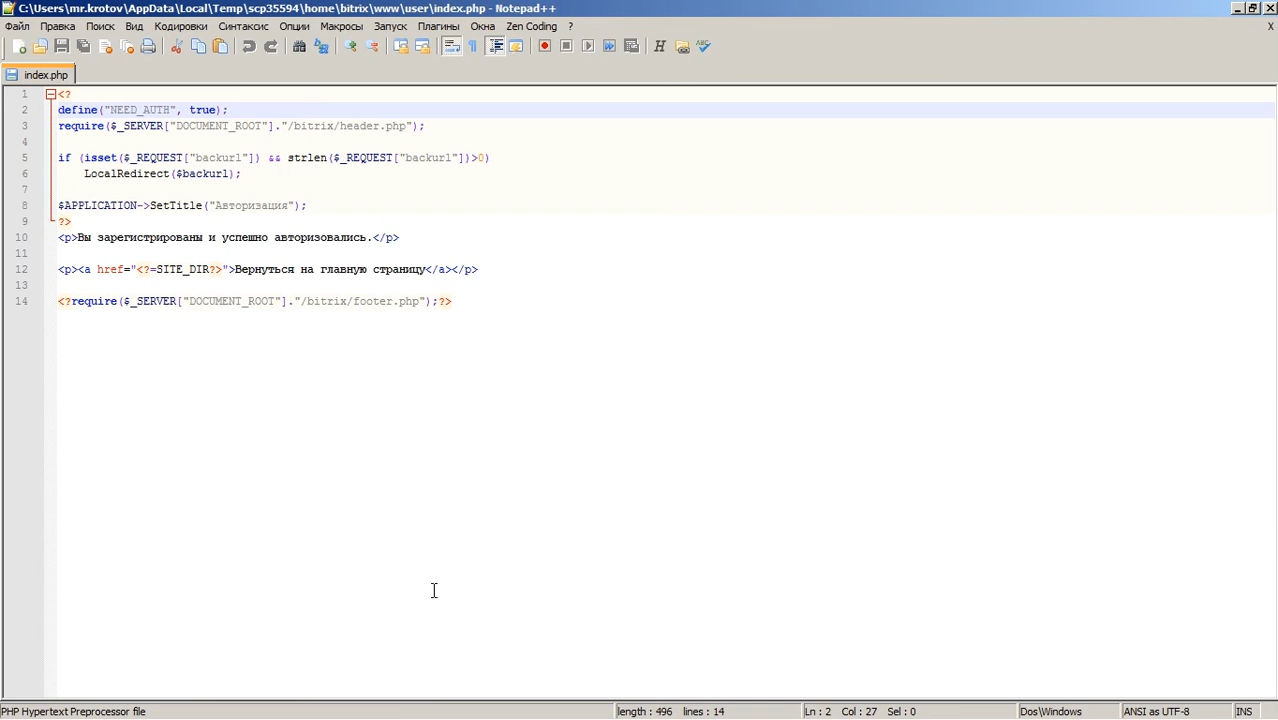 C:\Users\mr.krotov\AppData\Local\Temp\scp35594\home\bitrix\www\user\index.php - Notepad++
Файл Правка Поиск Вид Кодировки Синтаксис Опции Макросы Запуск Плагины Окна Zen Coding ? X
index.php
1 <?
2 define("NEED_AUTH", true);
3 require($_SERVER["DOCUMENT_ROOT"]."/bitrix/header.php");
4
5 if (isset($_REQUEST["backurl"]) && strlen($_REQUEST["backurl"])>0)
6 LocalRedirect($backurl);
7
8 $APPLICATION->SetTitle("Авторизация");
9 ?>
10 <p>Вы зарегистрированы и успешно авторизовались.</p>
11
12 <p><a href="<?=SITE_DIR?>">Вернуться на главную страницу</a></p>
13
14 <?require($_SERVER["DOCUMENT_ROOT"]."/bitrix/footer.php");?>
PHP Hypertext Preprocessor file length : 496 lines : 14 Ln : 2 Col : 27 Sel : 0 Dos\Windows ANSI as UTF-8 INS